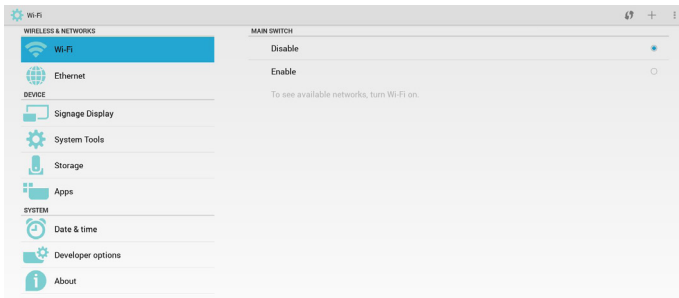 Wi-Fi
WIRELESS & NETWORKS
Wi-Fi
Ethernet
DEVICE
Signage Display
System Tools
Storage
Apps
SYSTEM
Date & time
Developer options
About
MAIN SWITCH
Disable
Enable
To see available networks, turn Wi-Fi on.